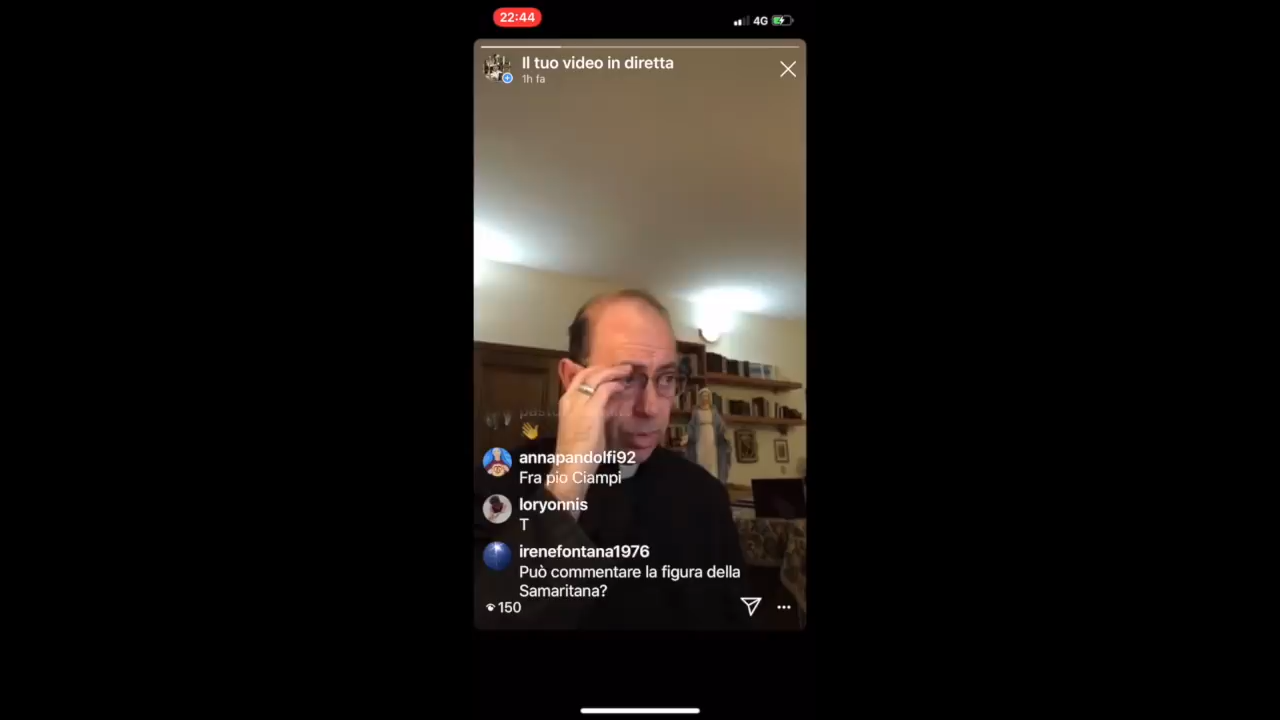 22:44
4G
Il tuo video in diretta
1h fa
annapandolfi92
Fra pio Ciampi
loryonnis
T
irenefontana1976
Può commentare la figura della
Samaritana?
150